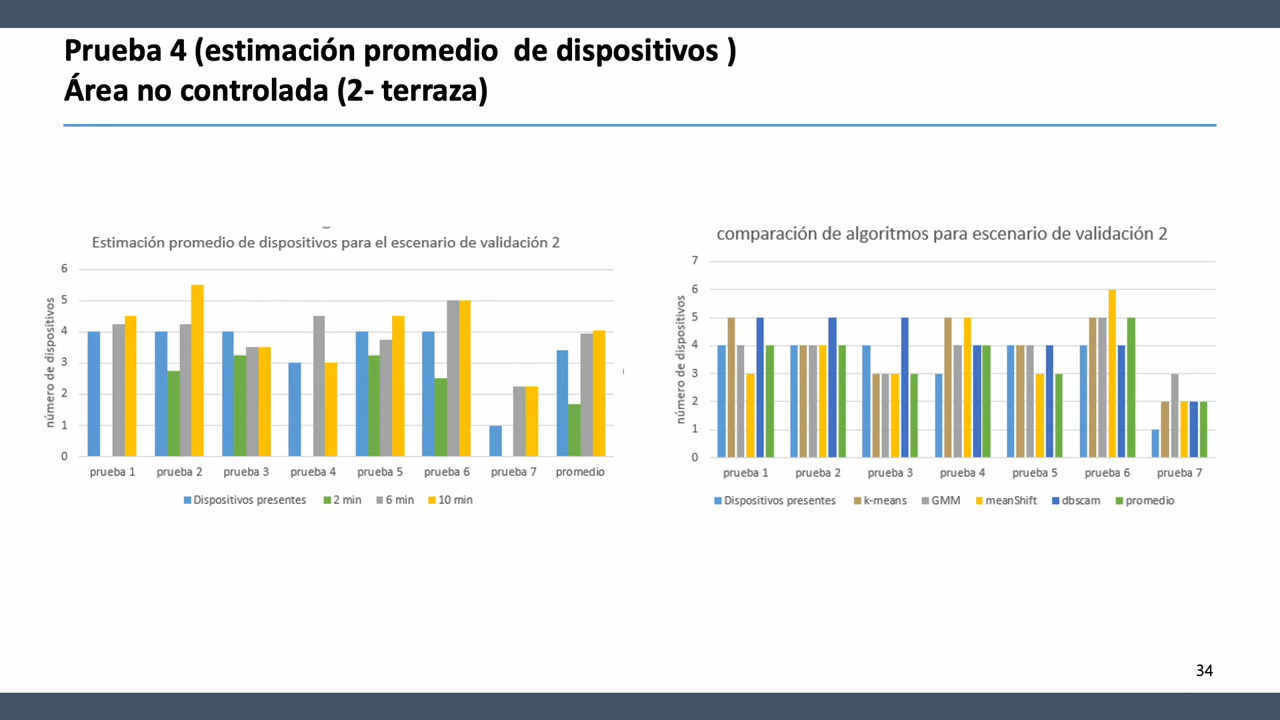 Prueba 4 (estimación promedio  de dispositivos )
Área no controlada (2- terraza)
Estimación promedio de dispositivos para el escenario de validación 2
número de dispositivos
6
5
4
3
2
1
0
prueba 1 prueba 2 prueba 3 prueba 4 prueba 5 prueba 6 prueba 7 promedio
Dispositivos presentes 2 min 6 min 10 min
comparación de algoritmos para escenario de validación 2
número de dispositivos
7
6
5
4
3
2
1
0
prueba 1 prueba 2 prueba 3 prueba 4 prueba 5 prueba 6 prueba 7
Dispositivos presentes k-means GMM meanShift dbscam promedio
34